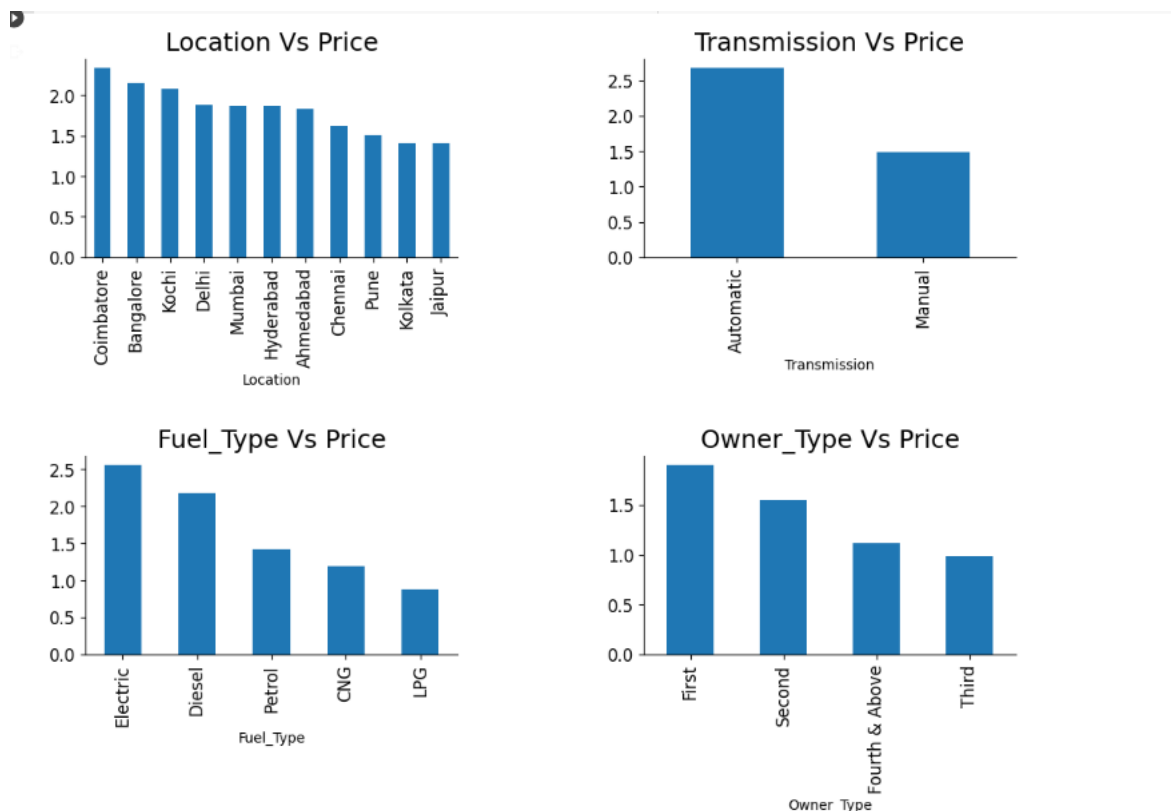 Location Vs Price
2.0
1.5
1.0
0.5
0.0
Coimbatore
Bangalore
Kochi
Delhi
Mumbai
Hyderabad
Ahmedabad
Chennai
Pune
Kolkata
Jaipur
Location
Transmission Vs Price
2.5
2.0
1.5
1.0
0.5
0.0
Automatic
Manual
Transmission
Fuel_Type Vs Price
2.5
2.0
1.5
1.0
0.5
0.0
Electric
Diesel
Petrol
CNG
LPG
Fuel_Type
Owner_Type Vs Price
1.5
1.0
0.5
0.0
First
Second
Fourth & Above
Third
Owner_Type